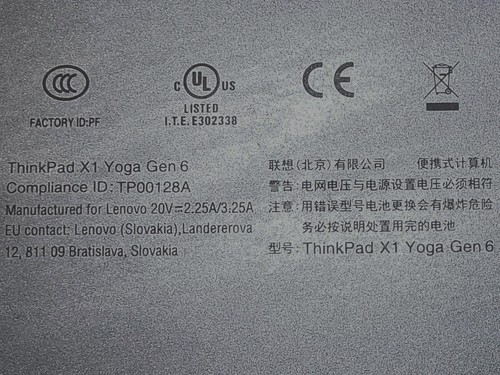 CCC
FACTORY ID:PF
C UL US
LISTED
I.T.E. E302338
CE
ThinkPad X1 Yoga Gen 6
Compliance ID: TP00128A
Manufactured for Lenovo 20V⎓2.25A/3.25A
EU contact: Lenovo (Slovakia),Landererova
12, 811 09 Bratislava, Slovakia
联想(北京)有限公司 便携式计算机
警告: 电网电压与电源设置电压必须相符
注意: 用错误型号电池更换会有爆炸危险
务必按说明处置用完的电池
型号: ThinkPad X1 Yoga Gen 6